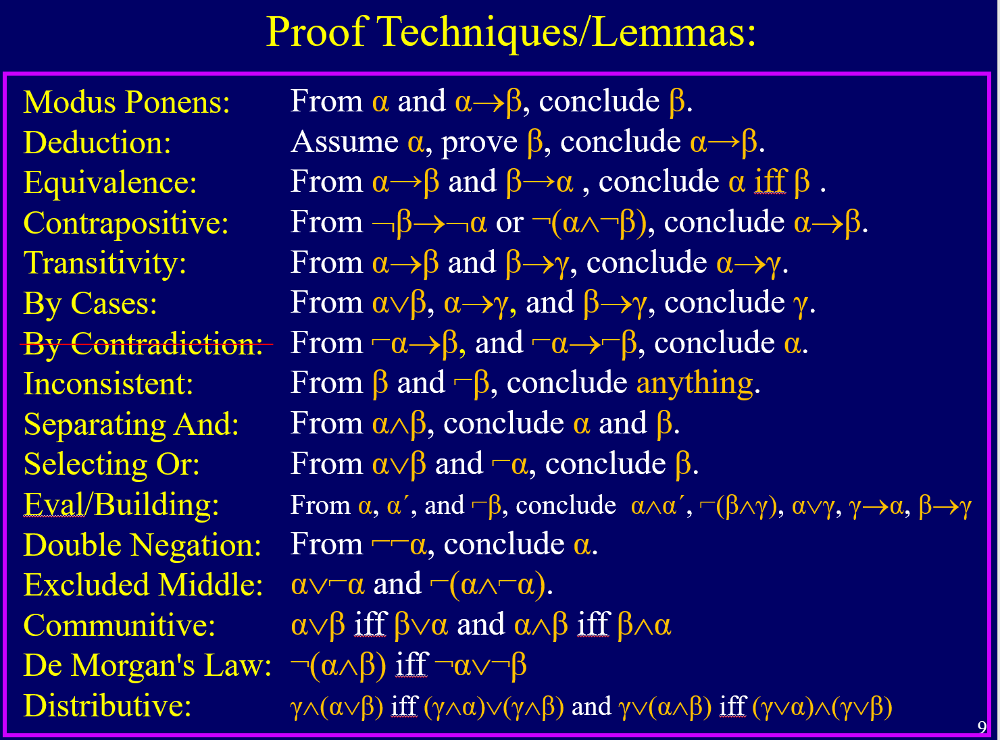 Proof Techniques/Lemmas:
Modus Ponens: From α and α→β, conclude β.
Deduction: Assume α, prove β, conclude α→β.
Equivalence: From α→β and β→α , conclude α iff β .
Contrapositive: From ¬β→¬α or ¬(α∧¬β), conclude α→β.
Transitivity: From α→β and β→γ, conclude α→γ.
By Cases: From α∨β, α→γ, and β→γ, conclude γ.
By Contradiction: From ¬α→β, and ¬α→¬β, conclude α.
Inconsistent: From β and ¬β, conclude anything.
Separating And: From α∧β, conclude α and β.
Selecting Or: From α∨β and ¬α, conclude β.
Eval/Building: From α, α´, and ¬β, conclude α∧α´, ¬(β∧γ), α∨γ, γ→α, β→γ
Double Negation: From ¬¬α, conclude α.
Excluded Middle: α∨¬α and ¬(α∧¬α).
Communitive: α∨β iff β∨α and α∧β iff β∧α
De Morgan's Law: ¬(α∧β) iff ¬α∨¬β
Distributive: γ∧(α∨β) iff (γ∧α)∨(γ∧β) and γ∨(α∧β) iff (γ∨α)∧(γ∨β)
9